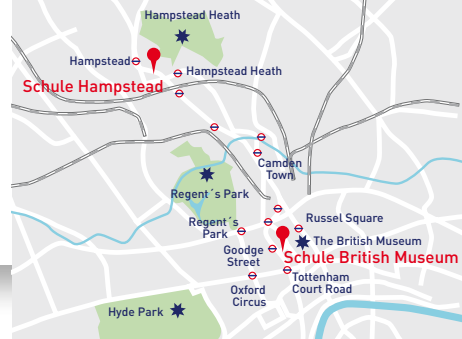 Hampstead Heath
Hampstead
Hampstead Heath
Schule Hampstead
Camden
Town
Regent´s Park
Regent´s
Park
Russel Square
The British Museum
Goodge
Street
Schule British Museum
Tottenham
Court Road
Oxford
Circus
Hyde Park